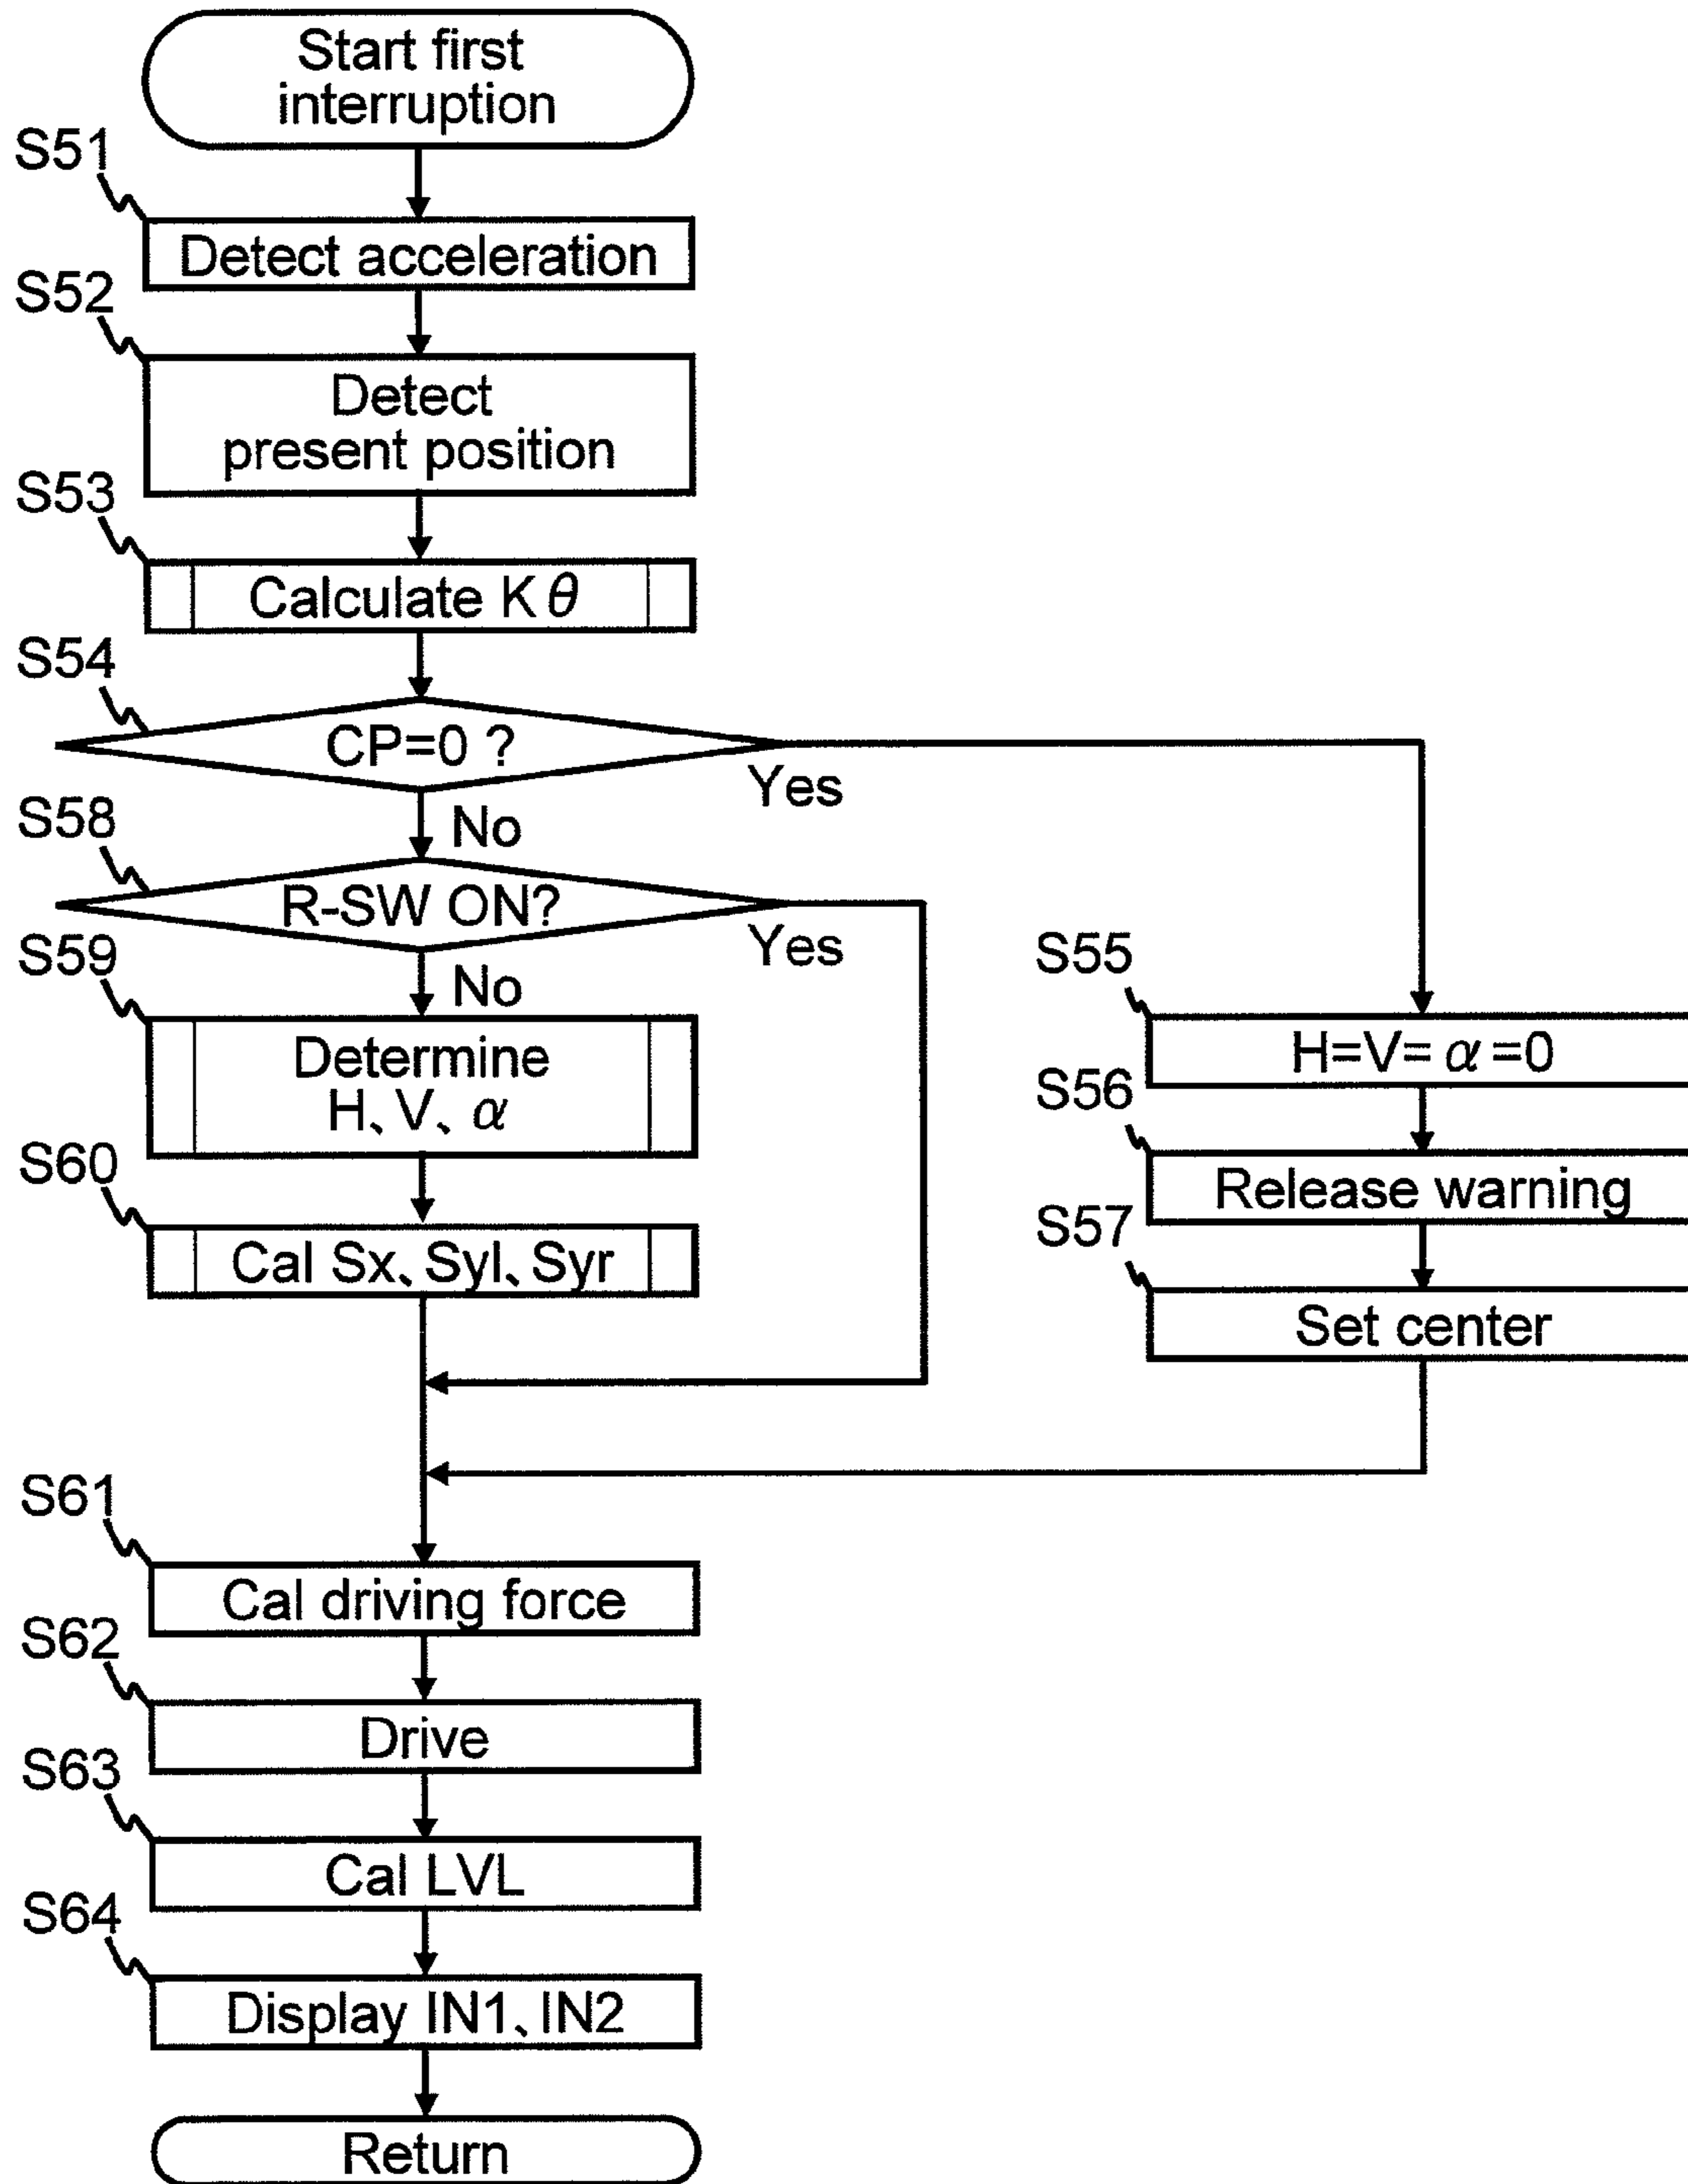 Start first
interruption
S51
Detect acceleration
S52
Detect
present position
S53
Calculate K θ
S54
CP=0 ?
Yes
No
S58
R-SW ON?
Yes
No
S59
Determine
H、V、α
S60
Cal Sx、Syl、Syr
S55
H=V= α =0
S56
Release warning
S57
Set center
S61
Cal driving force
S62
Drive
S63
Cal LVL
S64
Display IN1、IN2
Return